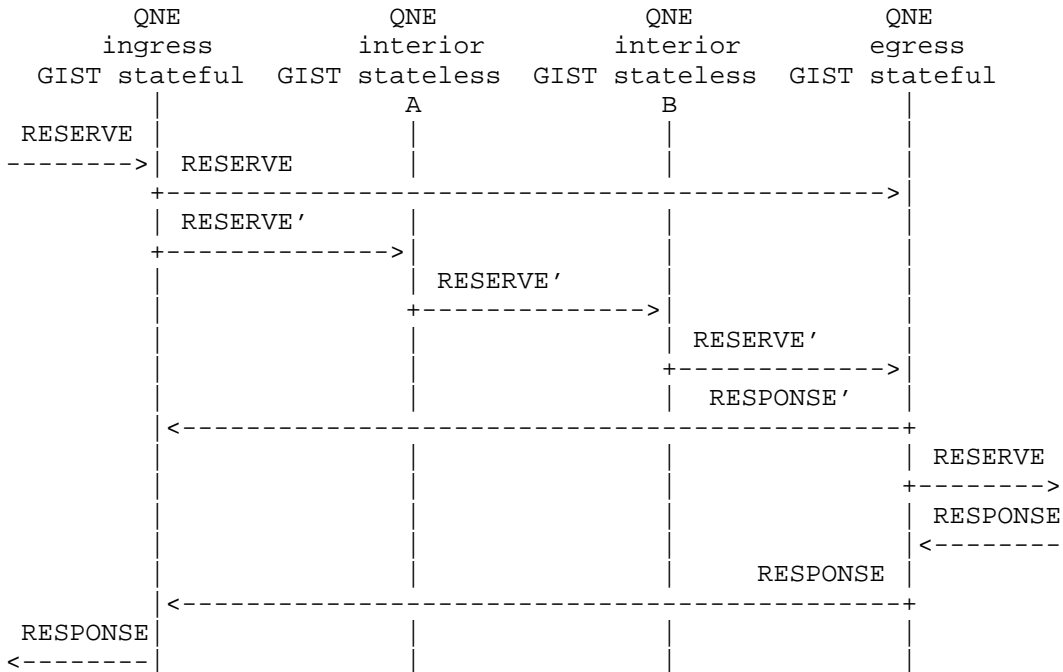 QNE QNE QNE QNE
ingress interior interior egress
GIST stateful GIST stateless GIST stateless GIST stateful
A B
RESERVE
RESERVE
RESERVE’
RESERVE’
RESERVE’
RESPONSE’
RESERVE
RESPONSE
RESPONSE
RESPONSE